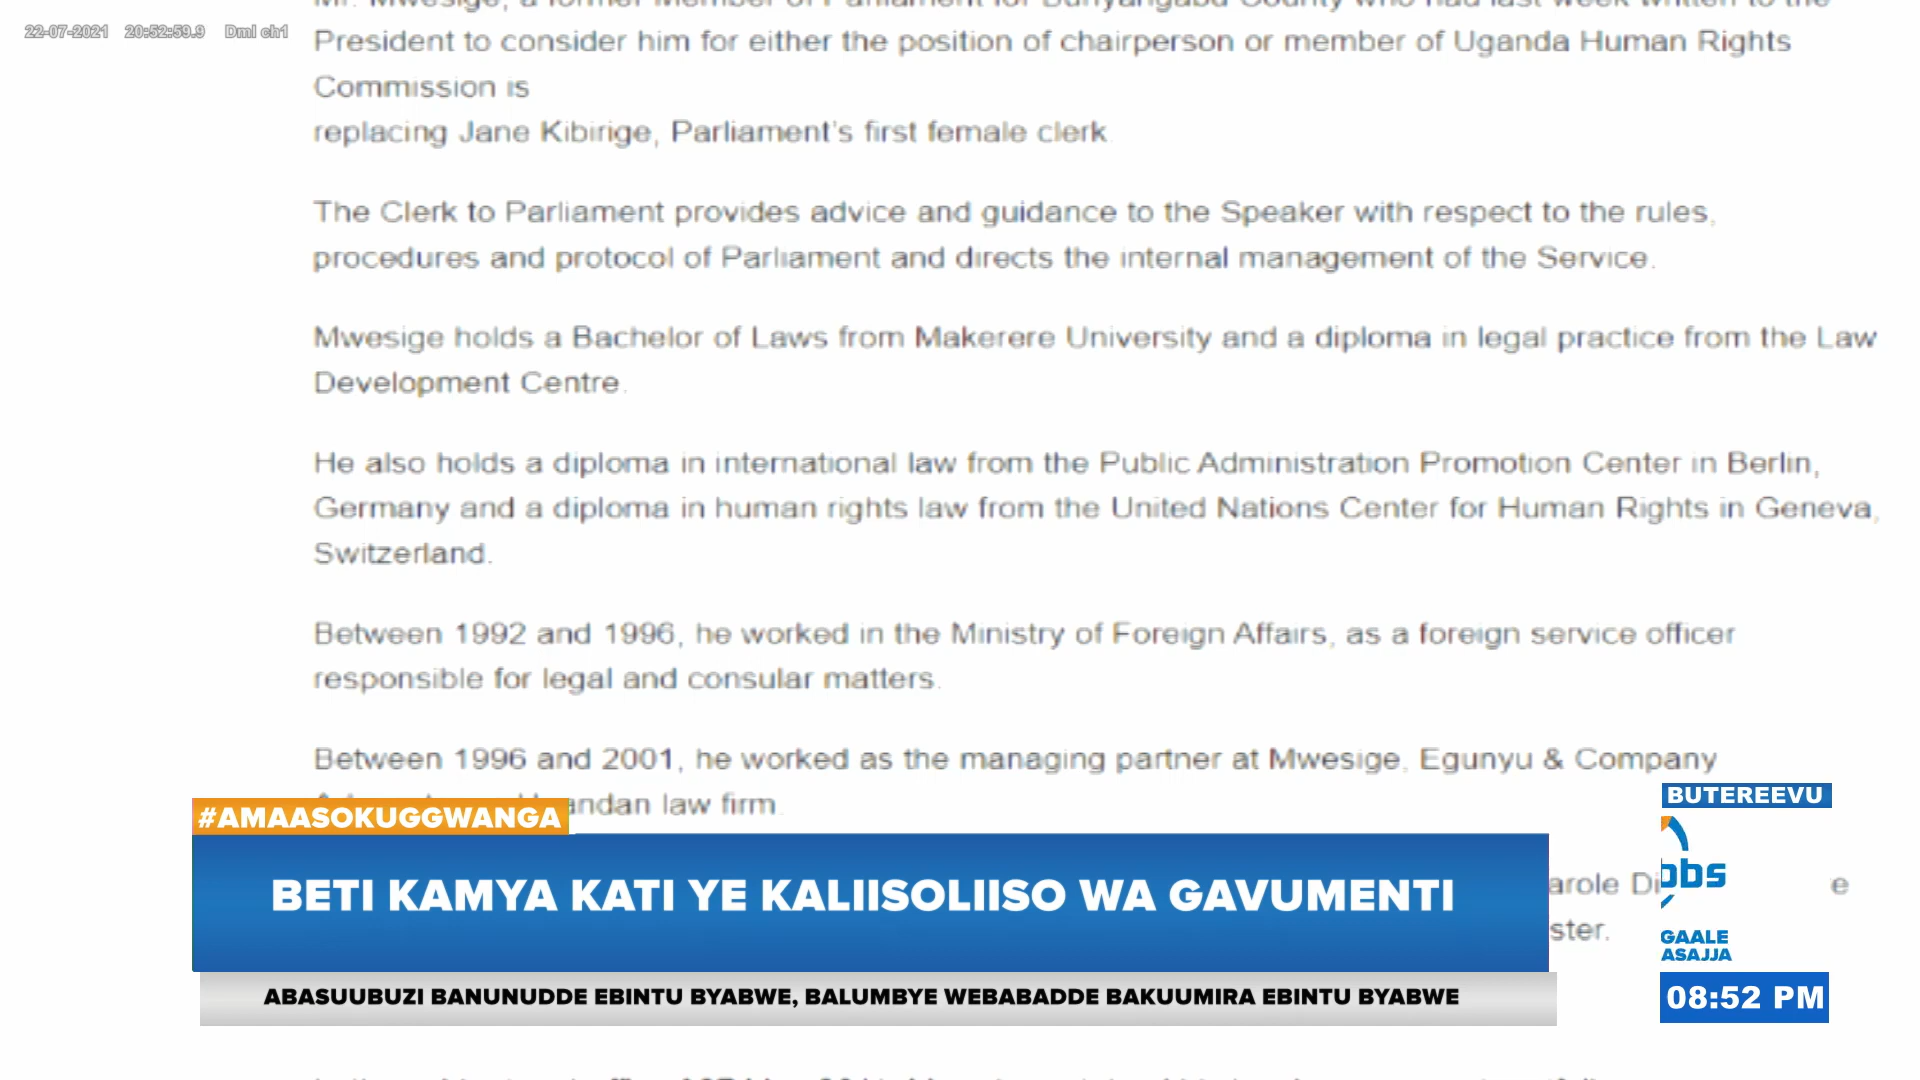 22-07-2021 20:52:59.9 Dml ch1
President to consider him for either the position of chairperson or member of Uganda Human Rights
Commission is
replacing Jane Kibirige, Parliament's first female clerk
The Clerk to Parliament provides advice and guidance to the Speaker with respect to the rules,
procedures and protocol of Parliament and directs the internal management of the Service.
Mwesige holds a Bachelor of Laws from Makerere University and a diploma in legal practice from the Law
Development Centre.
He also holds a diploma in international law from the Public Administration Promotion Center in Berlin,
Germany and a diploma in human rights law from the United Nations Center for Human Rights in Geneva,
Switzerland.
Between 1992 and 1996, he worked in the Ministry of Foreign Affairs, as a foreign service officer
responsible for legal and consular matters.
Between 1996 and 2001, he worked as the managing partner at Mwesige, Egunyu & Company
law firm.
#AMAASOKUGGWANGA
BETI KAMYA KATI YE KALIISOLIISO WA GAVUMENTI
ABASUUBUZI BANUNUDDE EBINTU BYABWE, BALUMBYE WEBABADDE BAKUUMIRA EBINTU BYABWE
BUTEREEVU
bbs
GAALE
ASAJJA
08:52 PM